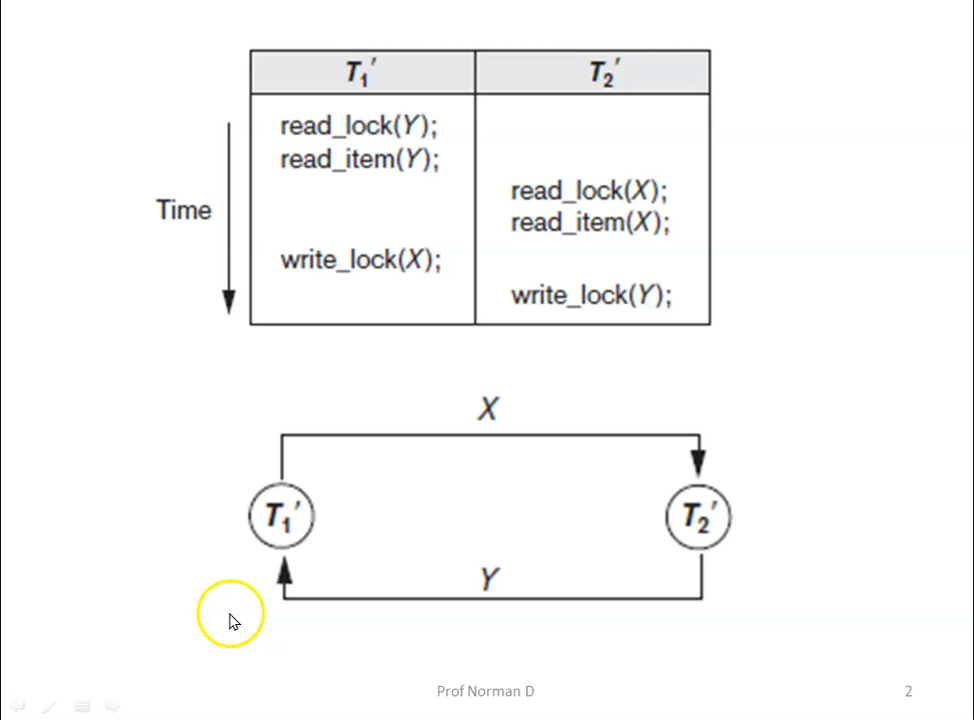 T1′ T2′
read_lock(Y);
read_item(Y);
read_lock(X);
Time
read_item(X);
write_lock(X);
write_lock(Y);
X
T1′ T2′
Y
Prof Norman D 2